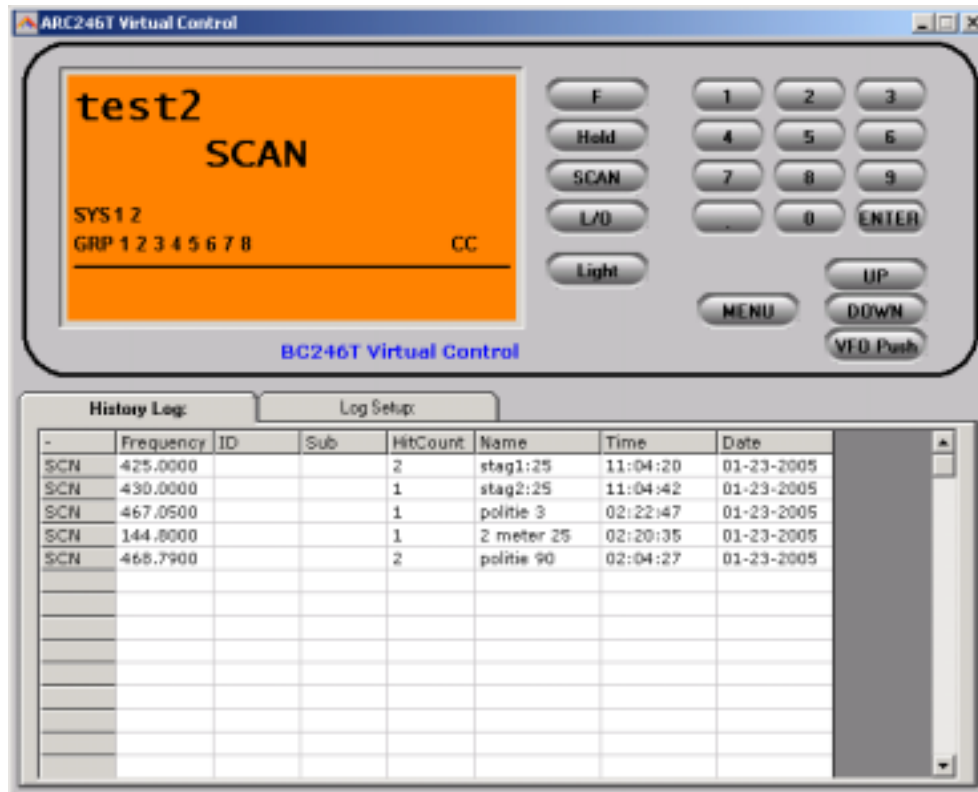 ARC246T Virtual Control
test2
SCAN
SYS 1 2
GRP 1 2 3 4 5 6 7 8 CC
BC246T Virtual Control
F 1 2 3
Hold 4 5 6
SCAN 7 8 9
L/O . 0 ENTER
Light UP
MENU DOWN
VFO Push
History Log: Log Setup:
- Frequency ID Sub HitCount Name Time Date
SCN 425.0000 2 stag1:25 11:04:20 01-23-2005
SCN 430.0000 1 stag2:25 11:04:42 01-23-2005
SCN 467.0500 1 politie 3 02:22:47 01-23-2005
SCN 144.8000 1 2 meter 25 02:20:35 01-23-2005
SCN 468.7900 2 politie 90 02:04:27 01-23-2005